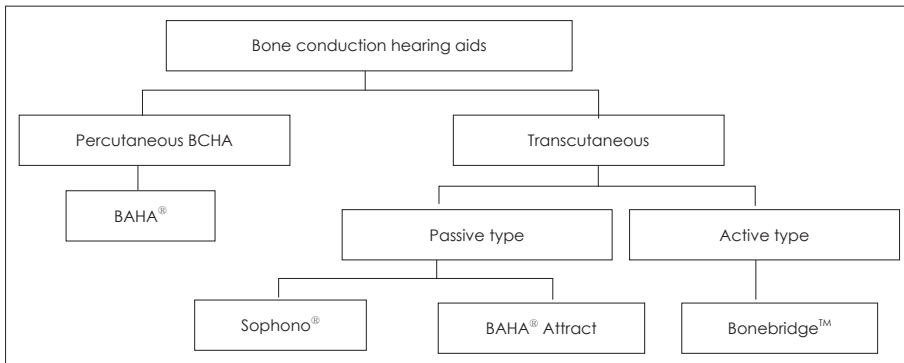 Bone conduction hearing aids
Percutaneous BCHA
Transcutaneous
BAHA®
Passive type
Active type
Sophono®
BAHA® Attract
Bonebridge™